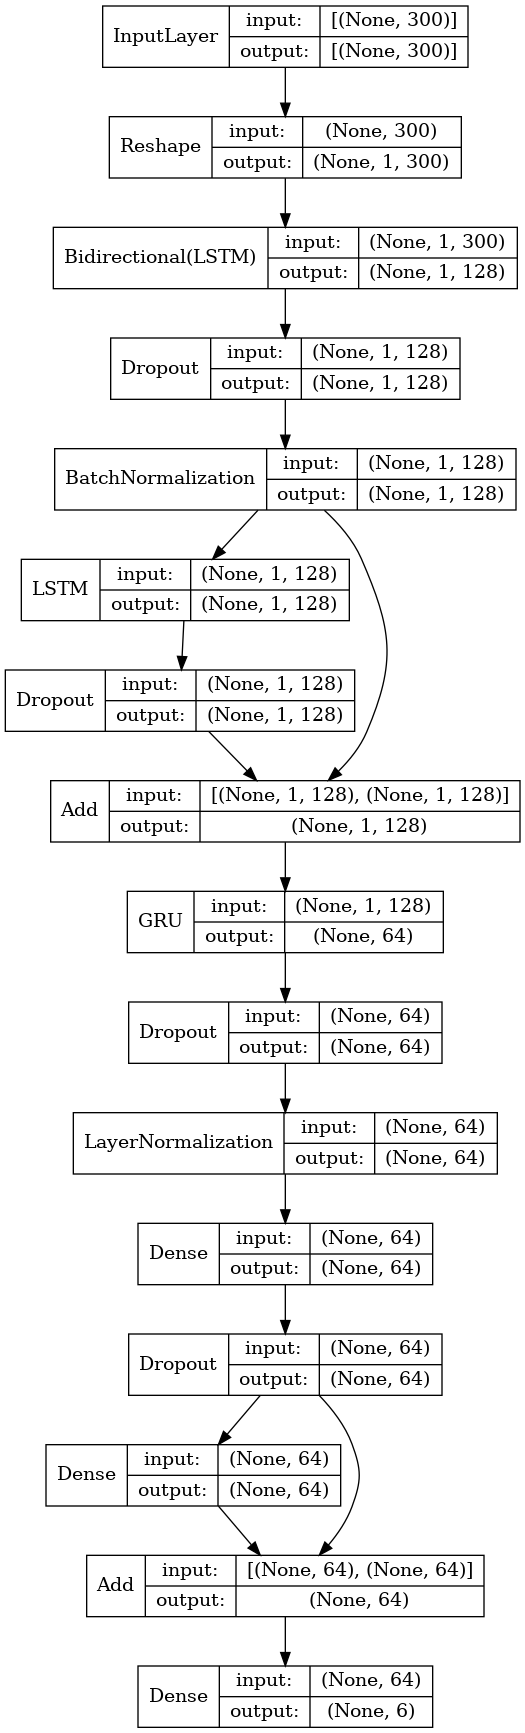 InputLayer
input: [(None, 300)]
output: [(None, 300)]
Reshape
input: (None, 300)
output: (None, 1, 300)
Bidirectional(LSTM)
input: (None, 1, 300)
output: (None, 1, 128)
Dropout
input: (None, 1, 128)
output: (None, 1, 128)
BatchNormalization
input: (None, 1, 128)
output: (None, 1, 128)
LSTM
input: (None, 1, 128)
output: (None, 1, 128)
Dropout
input: (None, 1, 128)
output: (None, 1, 128)
Add
input: [(None, 1, 128), (None, 1, 128)]
output: (None, 1, 128)
GRU
input: (None, 1, 128)
output: (None, 64)
Dropout
input: (None, 64)
output: (None, 64)
LayerNormalization
input: (None, 64)
output: (None, 64)
Dense
input: (None, 64)
output: (None, 64)
Dropout
input: (None, 64)
output: (None, 64)
Dense
input: (None, 64)
output: (None, 64)
Add
input: [(None, 64), (None, 64)]
output: (None, 64)
Dense
input: (None, 64)
output: (None, 6)